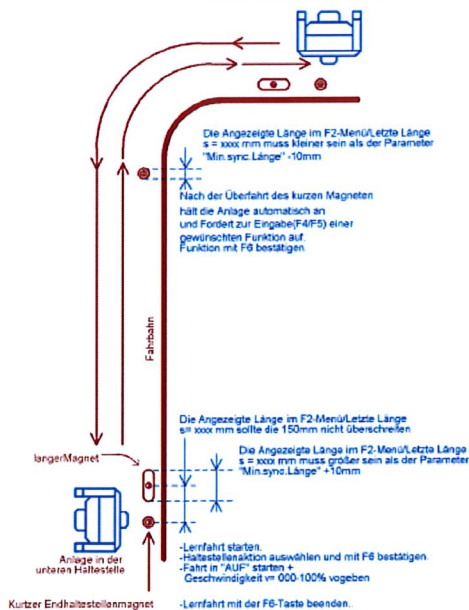 Die Angezeigte Länge im F2-Menü/Letzte Länge
s = xxxx mm muss kleiner sein als der Parameter
"Min.sync.Länge" -10mm
Nach der Überfahrt des kurzen Magneten
hält die Anlage automatisch an
und Fordert zur Eingabe(F4/F5) einer
gewünschten Funktion auf.
Funktion mit F6 bestätigen.
Fahrbahn
Die Angezeigte Länge im F2-Menü/Letzte Länge
s= xxxx mm sollte die 150mm nicht überschreiten
Die Angezeigte Länge im F2-Menü/Letzte Länge
s = xxxx mm muss größer sein als der Parameter
"Min.sync.Länge" +10mm
langerMagnet
Anlage in der
unteren Haltestelle
-Lernfahrt starten.
-Haltestellenaktion auswählen und mit F6 bestätigen.
-Fahrt in "AUF" starten +
Geschwindigkeit v= 000-100% vogeben
Kurtzer Endhaltestellenmagnet
-Lernfahrt mit der F6-Taste beenden..